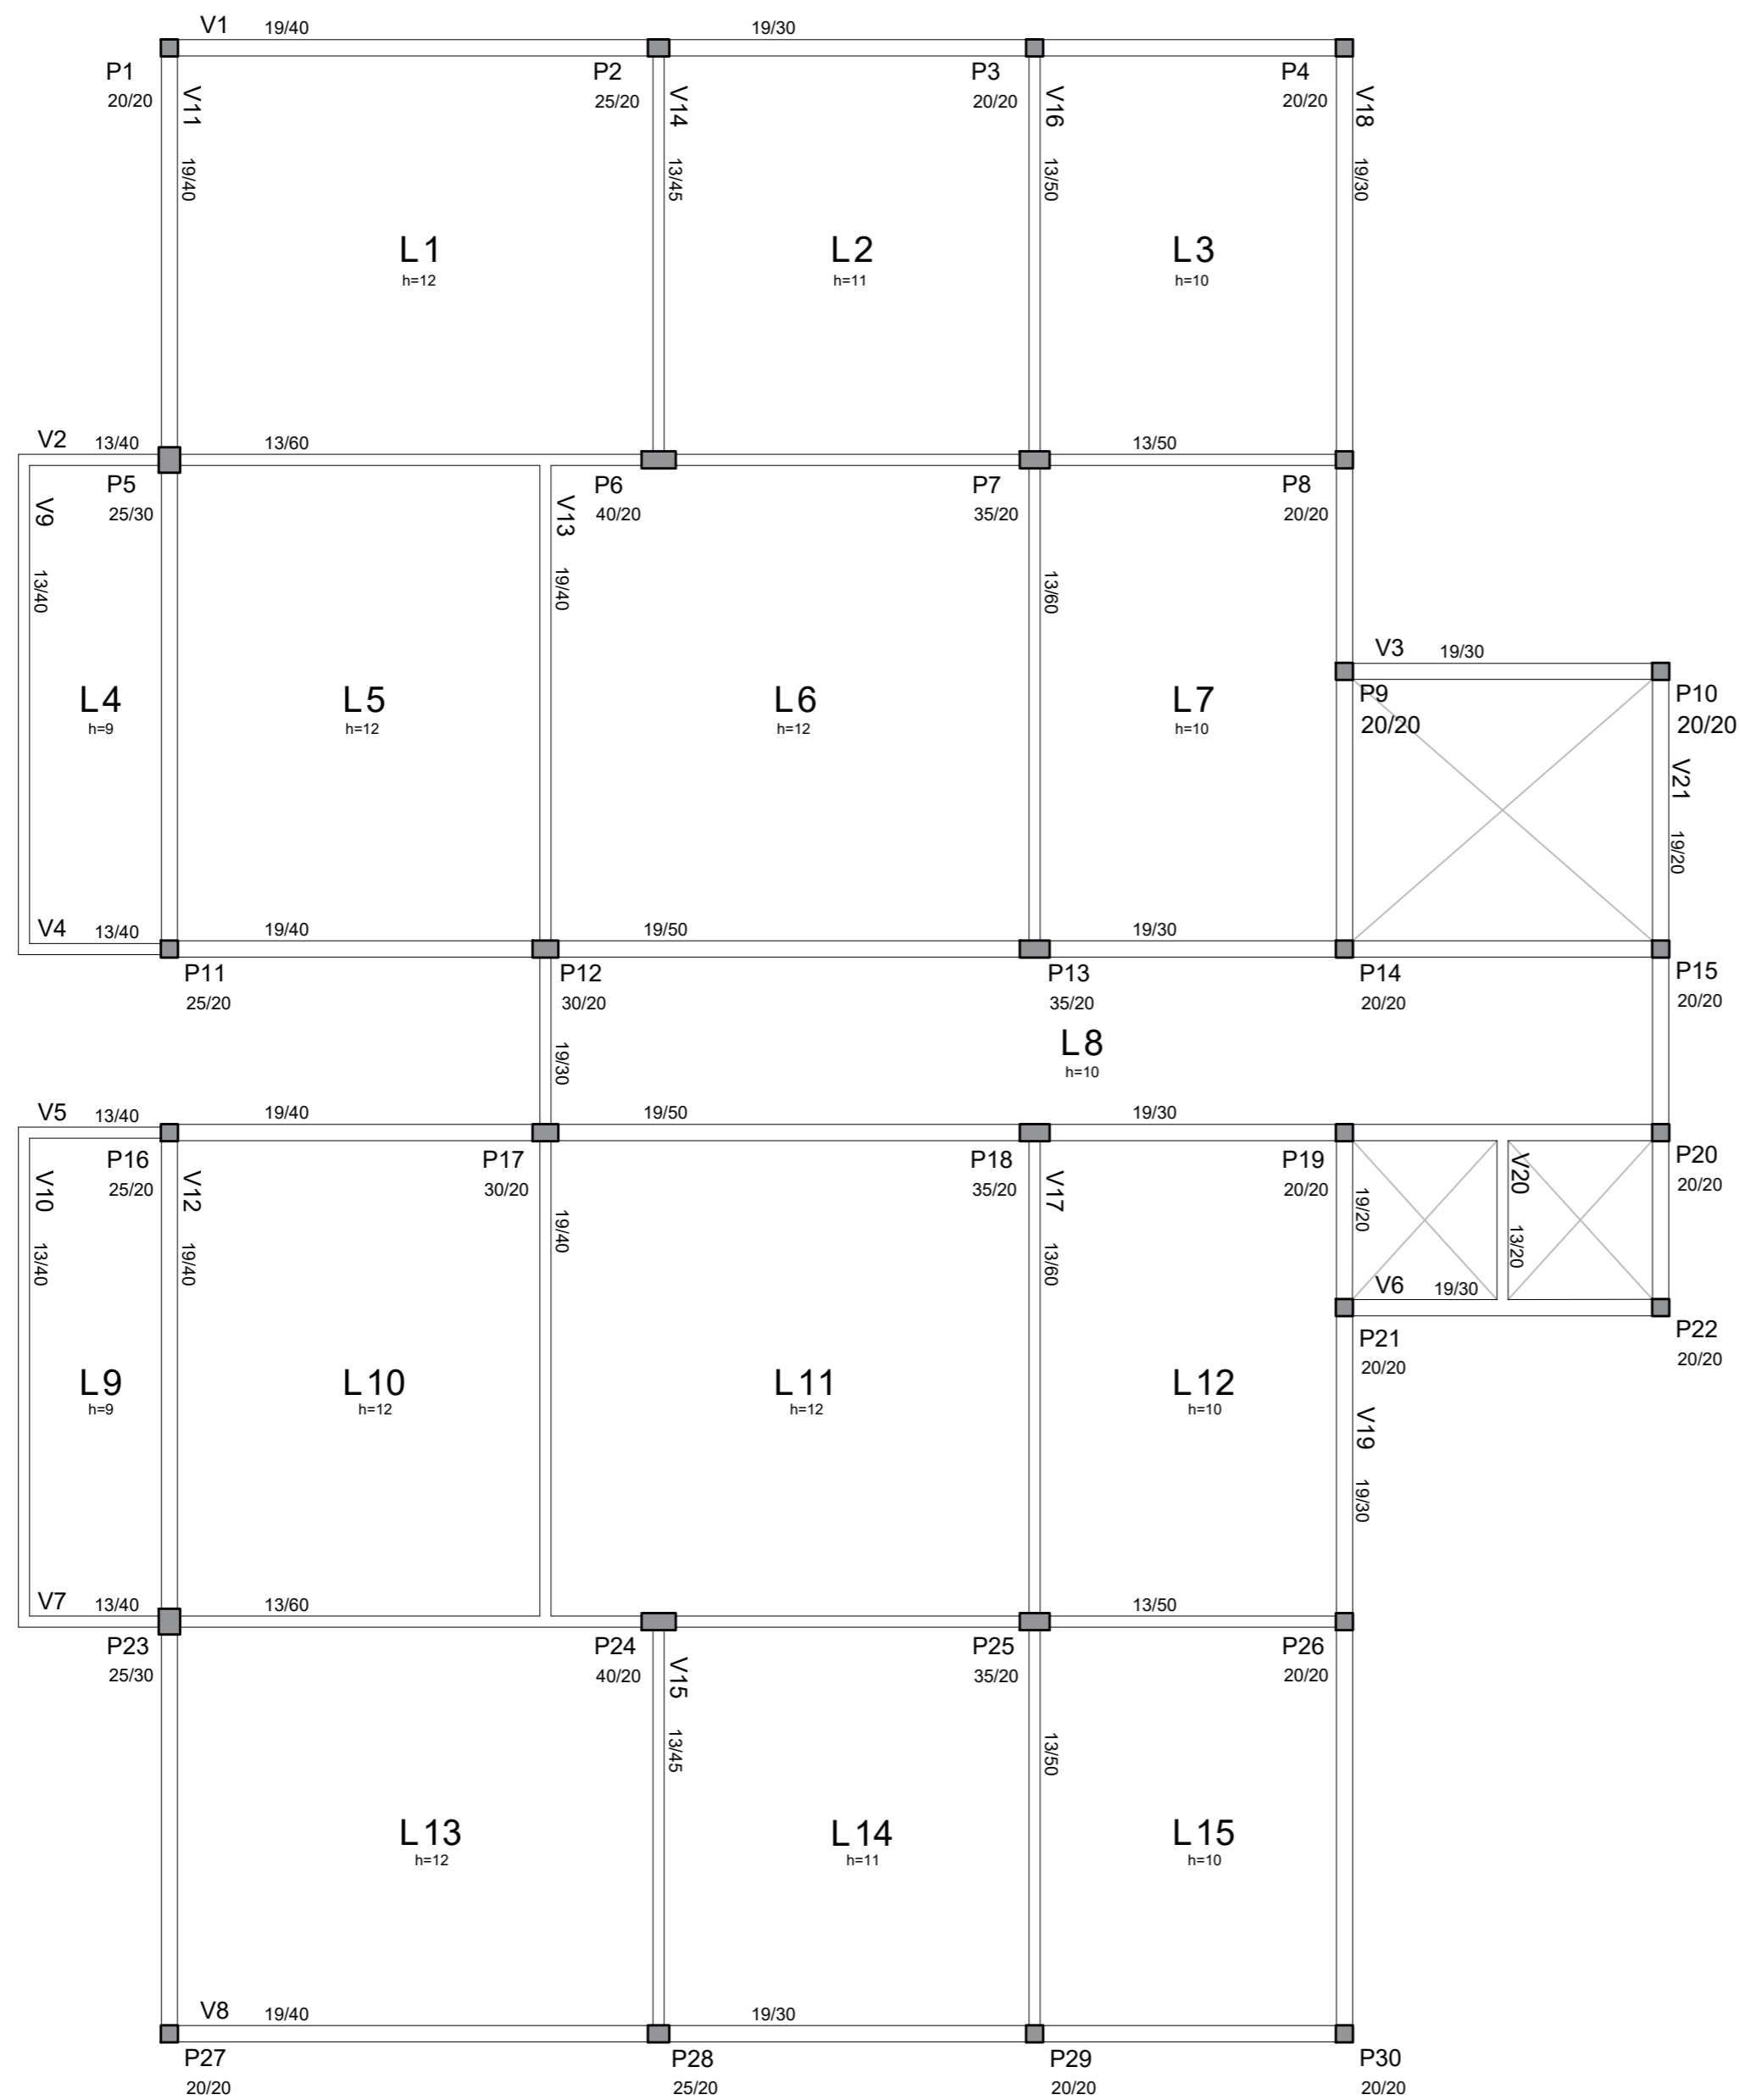 V1 19/40 19/30
P1 P2 P3 P4
20/20 25/20 20/20 20/20
V11 V14 V16 V18
19/40 13/45 13/50 19/30
L1 L2 L3
h=12 h=11 h=10
V2 13/40 13/60 13/50
P5 P6 P7 P8
25/30 40/20 35/20 20/20
V9 V13
13/40 19/40 13/60
V3 19/30
L4 L5 L6 L7 P9 P10
h=9 h=12 h=12 h=10 20/20 20/20
V21
19/20
V4 13/40 19/40 19/50 19/30
P11 P12 P13 P14 P15
25/20 30/20 35/20 20/20 20/20
19/30 L8
h=10
V5 13/40 19/40 19/50 19/30
P16 P17 P18 P19 P20
25/20 30/20 35/20 20/20 20/20
V10 V12 V17 V20
13/40 19/40 19/40 13/60 19/20 13/20
V6 19/30
P21 P22
20/20 20/20
L9 L10 L11 L12
h=9 h=12 h=12 h=10
V19
19/30
V7 13/40 13/60 13/50
P23 P24 P25 P26
25/30 40/20 35/20 20/20
V15
13/45 13/50
L13 L14 L15
h=12 h=11 h=10
V8 19/40 19/30
P27 P28 P29 P30
20/20 25/20 20/20 20/20